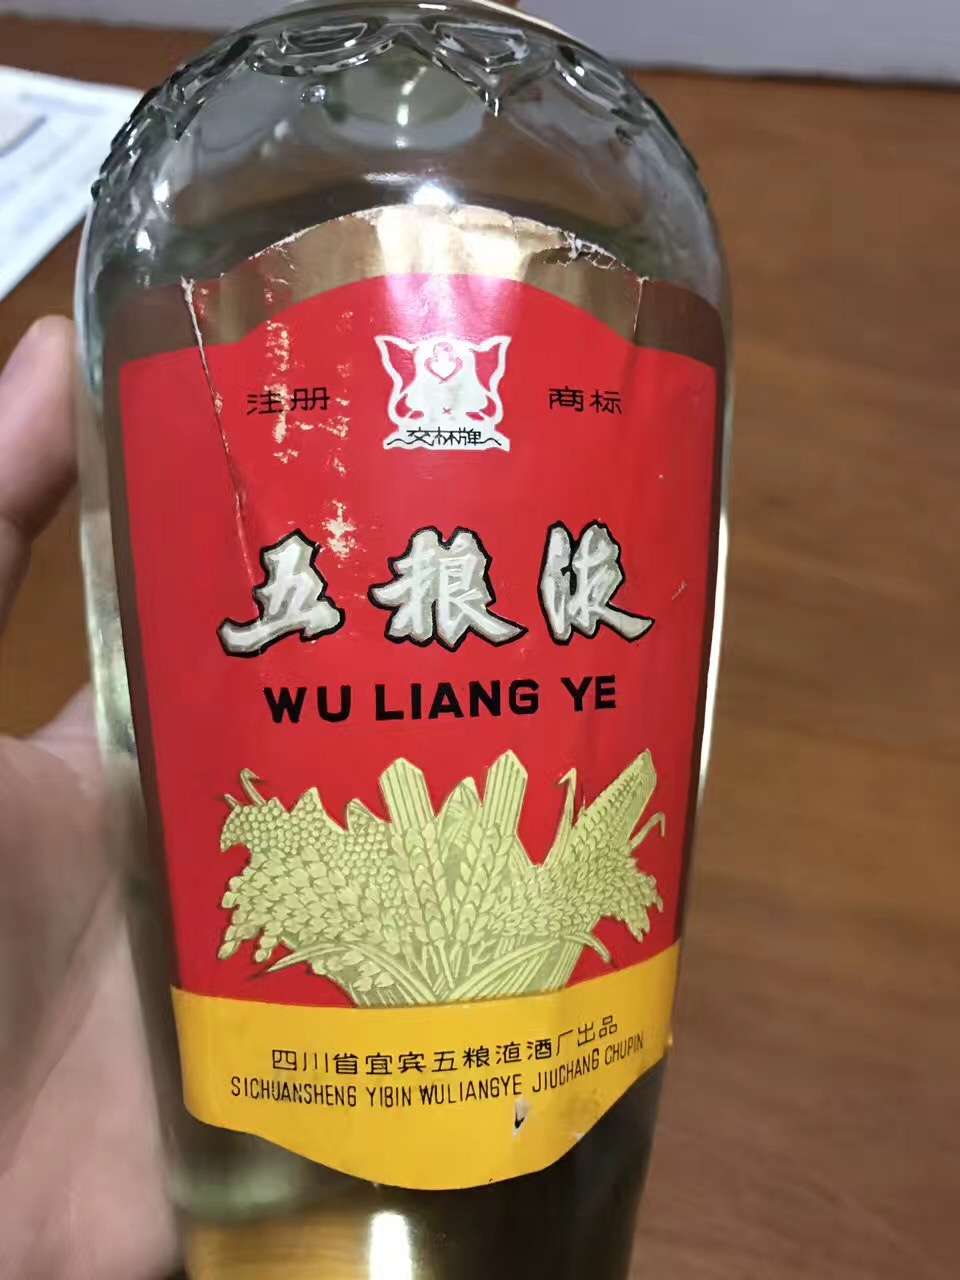 注册 商标
交杯牌
五粮液
WU LIANG YE
四川省宜宾五粮液酒厂出品
SICHUANSHENG YIBIN WULIANGYE JIUCHANG CHUPIN